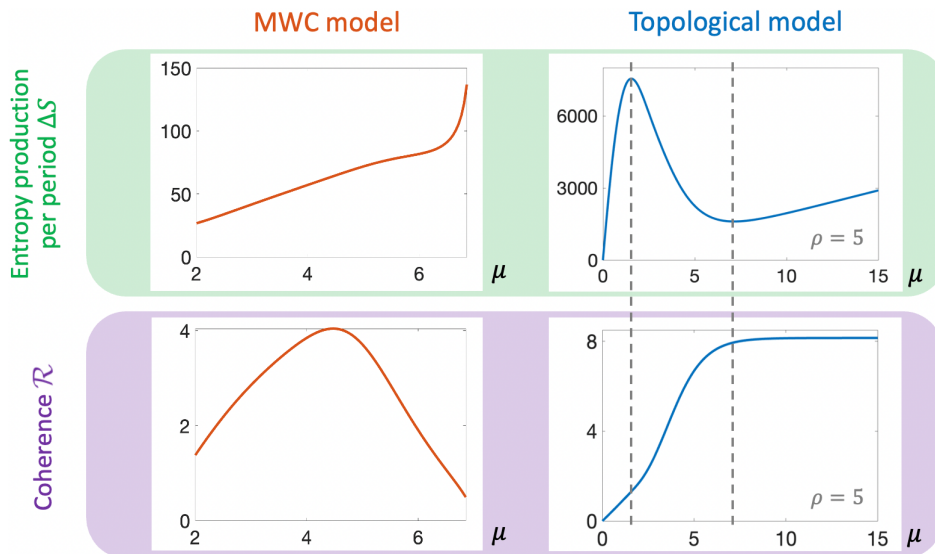 MWC model
Topological model
Entropy production
per period ΔS
150
100
50
0
2
4
6
μ
6000
3000
0
0
5
10
15
μ
ρ = 5
Coherence ℛ
4
2
0
2
4
6
μ
8
4
0
0
5
10
15
μ
ρ = 5